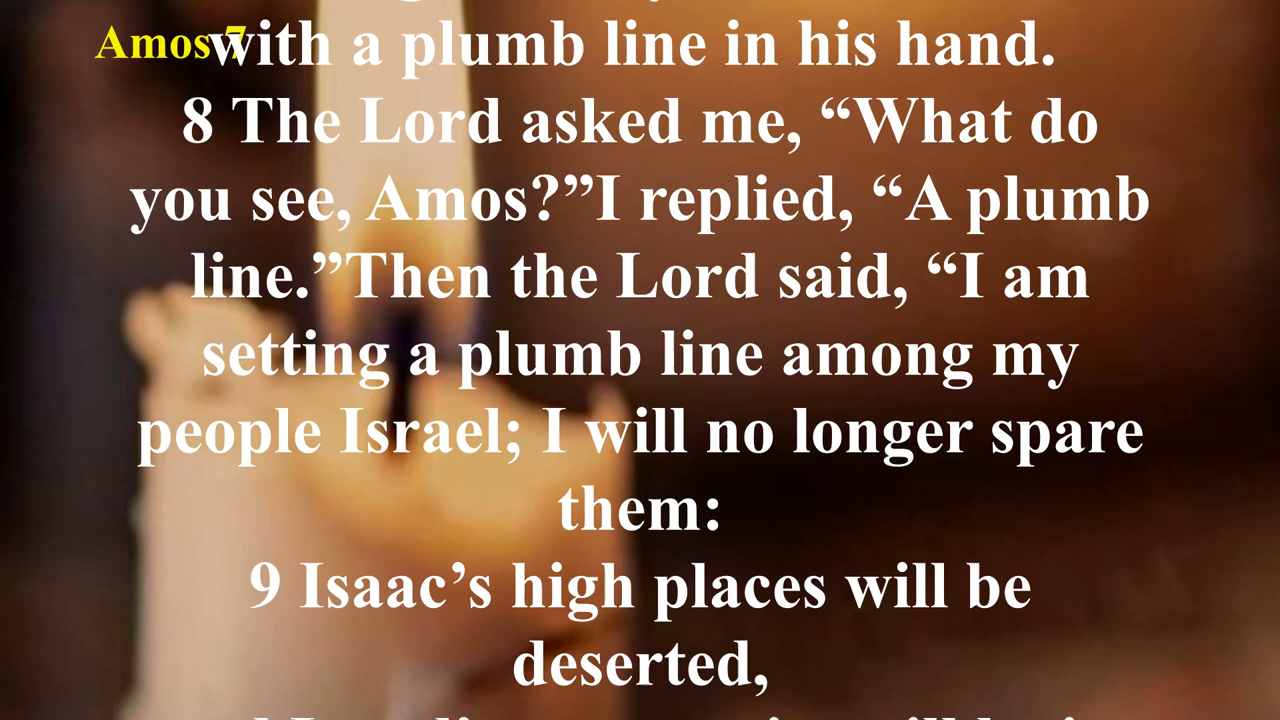 Amos 7
with a plumb line in his hand.
8 The Lord asked me, “What do
you see, Amos?”I replied, “A plumb
line.”Then the Lord said, “I am
setting a plumb line among my
people Israel; I will no longer spare
them:
9 Isaac’s high places will be
deserted,